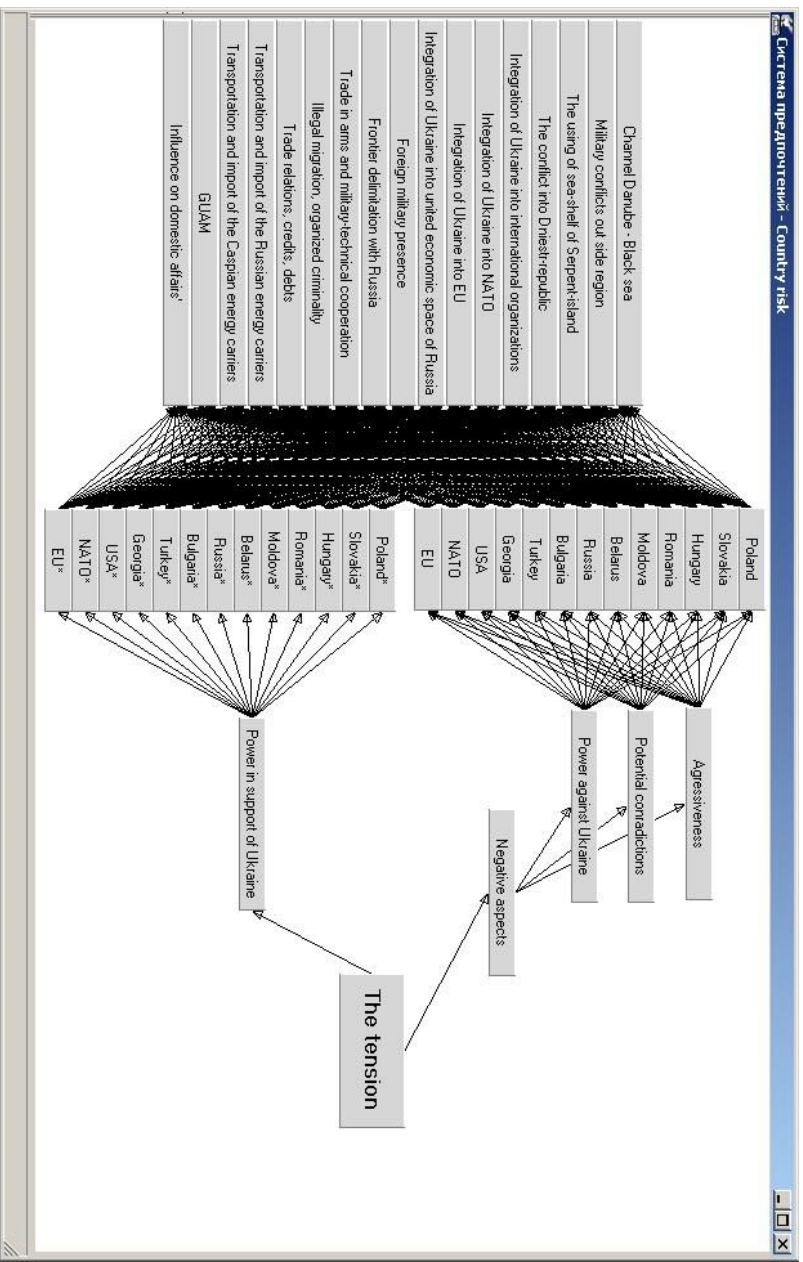 Система предпочтений - Country risk
Channel Danube - Black sea
Military conflicts out side region
The using of sea-shelf of Serpent-island
The conflict into Dniest-republic
Integration of Ukraine into international organizations
Integration of Ukraine into NATO
Integration of Ukraine into EU
Integration of Ukraine into united economic space of Russia
Foreign military presence
Frontier delimitation with Russia
Trade in arms and military-technical cooperation
Illegal migration, organized criminality
Trade relations, credits, debts
Transportation and import of the Russian energy carriers
Transportation and import of the Caspian energy carriers
GUAM
Influence on domestic affairs'
Poland
Slovakia
Hungary
Romania
Moldova
Belarus
Russia
Bulgaria
Turkey
Georgia
USA
NATO
EU
Poland*
Slovakia*
Hungary*
Romania*
Moldova*
Belarus*
Russia*
Bulgaria*
Turkey*
Georgia*
USA*
NATO*
EU*
Agressiveness
Potential conradictions
Power against Ukraine
Negative aspects
Power in support of Ukraine
The tension